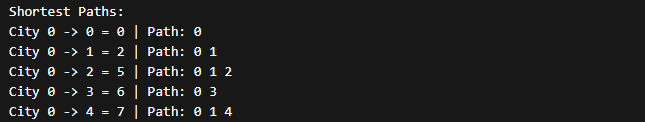 Shortest Paths:
City 0 -> 0 = 0 | Path: 0
City 0 -> 1 = 2 | Path: 0 1
City 0 -> 2 = 5 | Path: 0 1 2
City 0 -> 3 = 6 | Path: 0 3
City 0 -> 4 = 7 | Path: 0 1 4